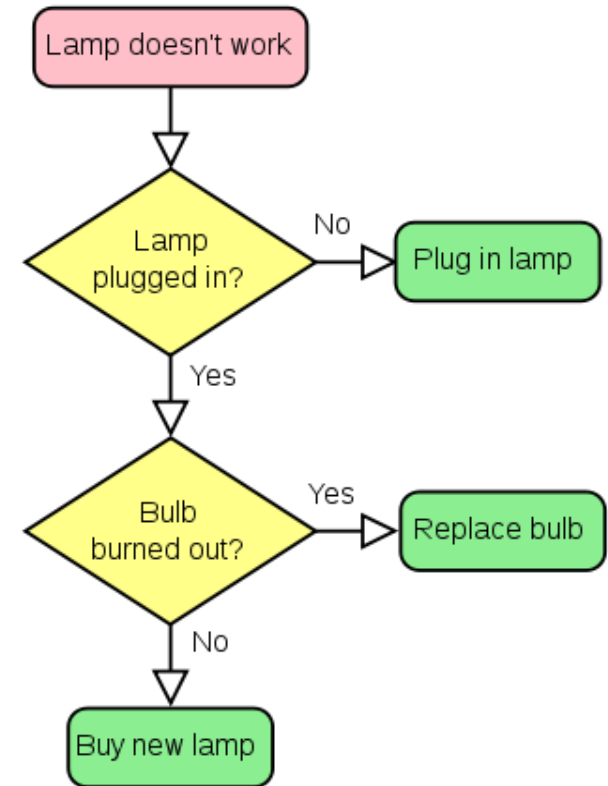 Lamp doesn't work
Lamp
plugged in?
No
Plug in lamp
Yes
Bulb
burned out?
Yes
Replace bulb
No
Buy new lamp